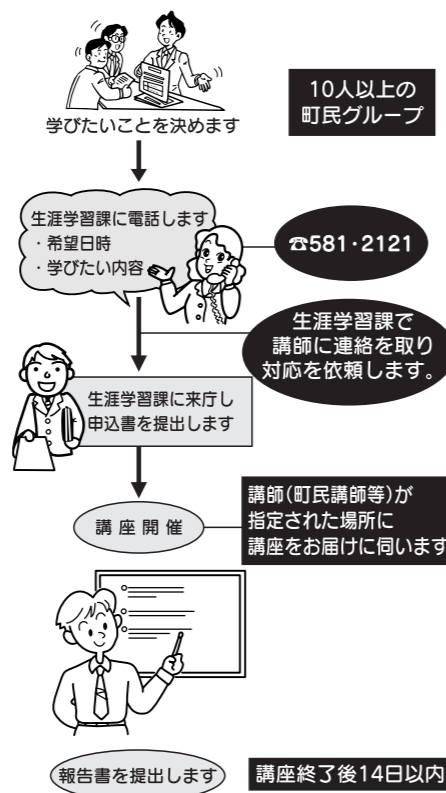 学びたいことを決めます
10人以上の
町民グループ
生涯学習課に電話します
・希望日時
・学びたい内容
☎581・2121
生涯学習課で
講師に連絡を取り
対応を依頼します。
生涯学習課に来庁し
申込書を提出します
講座開催
講師(町民講師等)が
指定された場所に
講座をお届けに伺います
報告書を提出します
講座終了後14日以内